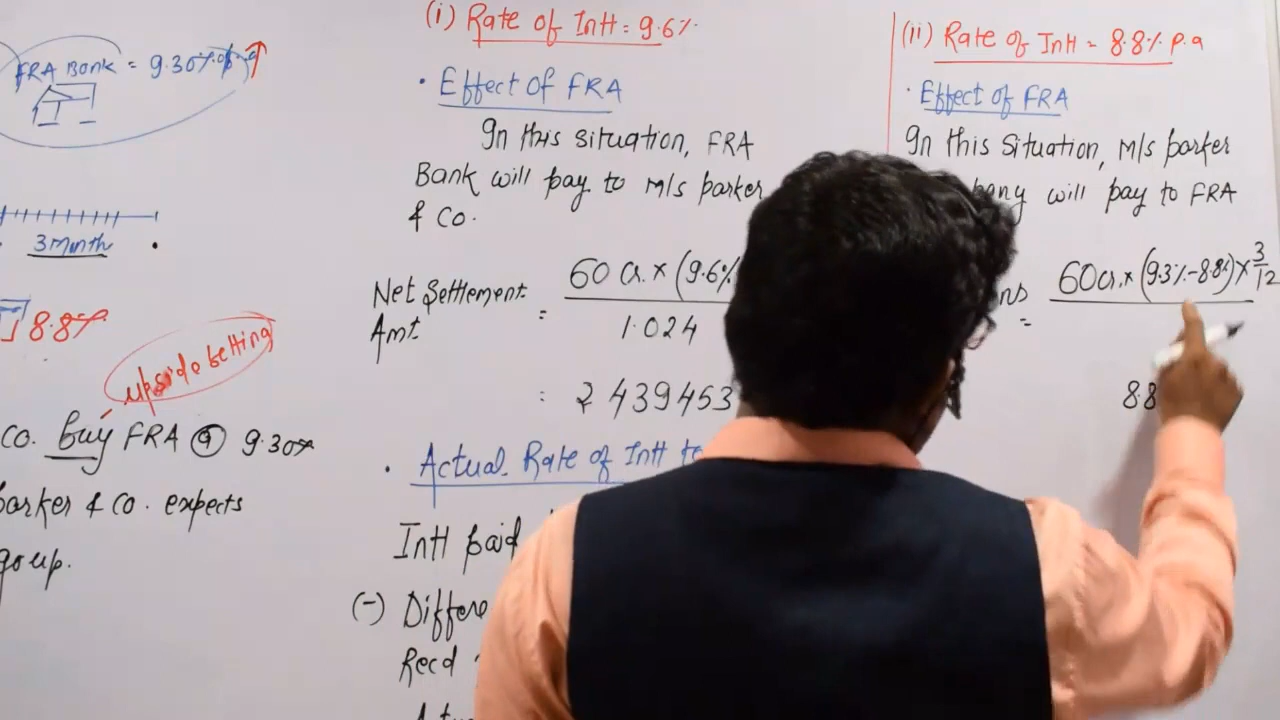 FRA Bank = 9.30%
3 Month
8.8%
upside betting
Co. buy FRA @ 9.30%
parker & Co. expects
go up.
(i) Rate of Intt = 9.6%
· Effect of FRA
In this situation, FRA
Bank will pay to M/s parker
& Co.
Net Settlement
Amt
= 60 Cr. x (9.6%
1.024
: ₹ 439453
· Actual Rate of Intt to
Intt paid
(-) Differe
Recd
(ii) Rate of Intt = 8.8% p.a
· Effect of FRA
In this Situation, M/s parker
pany will pay to FRA
= 60Cr. x (9.3%-8.8%) x 3/12
8.8